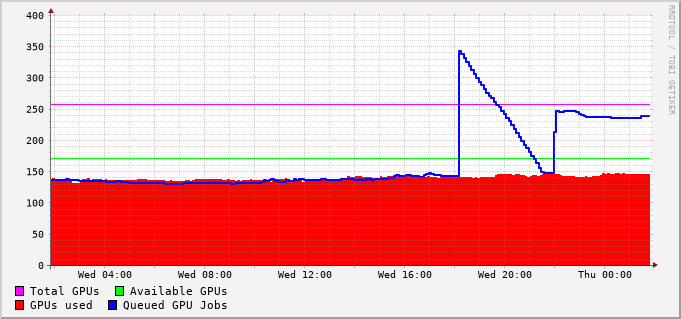 400
350
300
250
200
150
100
50
0
Wed 04:00 Wed 08:00 Wed 12:00 Wed 16:00 Wed 20:00 Thu 00:00
Total GPUs Available GPUs
GPUs used Queued GPU Jobs
RRDTOOL / TOBI OETIKER